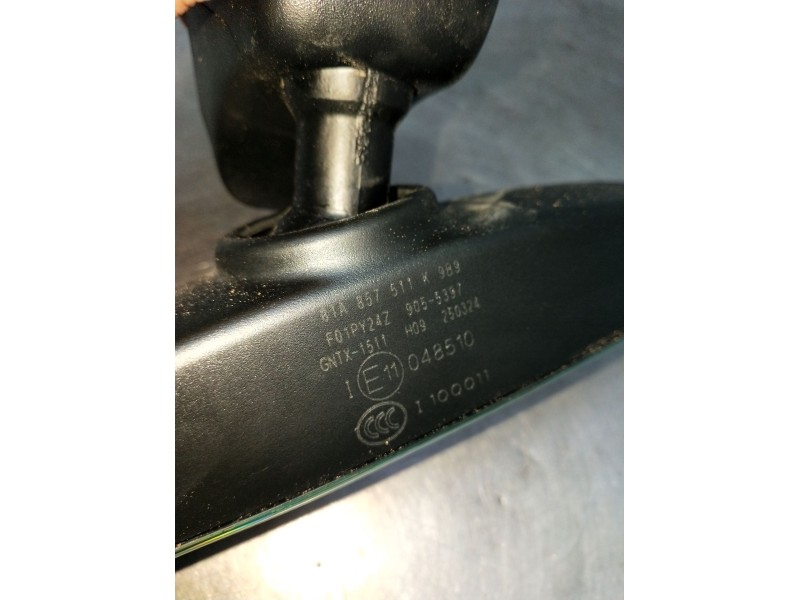 81A 857 511 K 9B9
F01PY24Z 905-5397
GNTX-1511 H09 250324
I E11 048510
CCC I 100011